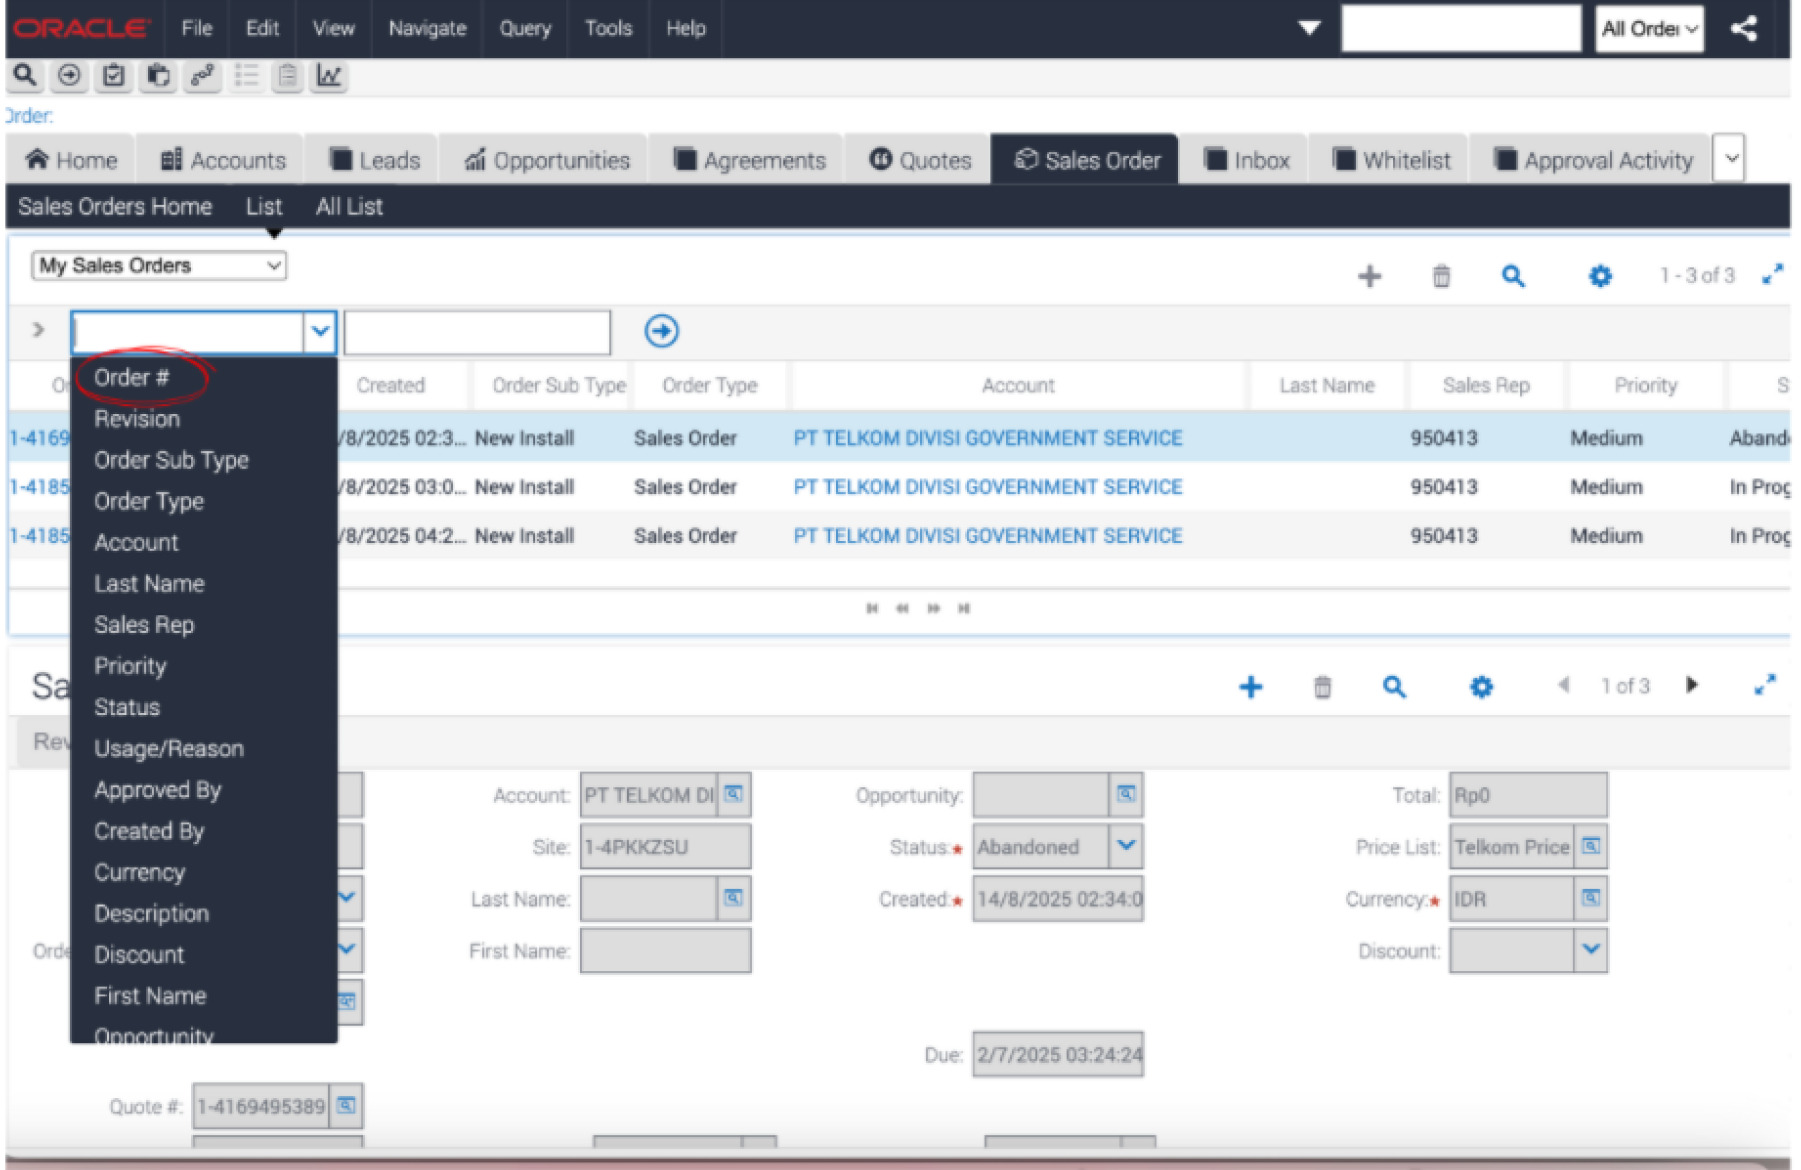 ORACLE File Edit View Navigate Query Tools Help All Order
Order:
Home Accounts Leads Opportunities Agreements Quotes Sales Order Inbox Whitelist Approval Activity
Sales Orders Home List All List
My Sales Orders 1 - 3 of 3
Or Created Order Sub Type Order Type Account Last Name Sales Rep Priority S
1-4169 /8/2025 02:3... New Install Sales Order PT TELKOM DIVISI GOVERNMENT SERVICE 950413 Medium Aband
1-4185 /8/2025 03:0... New Install Sales Order PT TELKOM DIVISI GOVERNMENT SERVICE 950413 Medium In Prog
1-4185 /8/2025 04:2... New Install Sales Order PT TELKOM DIVISI GOVERNMENT SERVICE 950413 Medium In Prog
Order #
Revision
Order Sub Type
Order Type
Account
Last Name
Sales Rep
Priority
Status
Usage/Reason
Approved By
Created By
Currency
Description
Discount
First Name
Opportunity
Sa 1 of 3
Rev
Account: PT TELKOM DI Opportunity: Total: Rp0
Site: 1-4PKKZSU Status:★ Abandoned Price List: Telkom Price
Last Name: Created:★ 14/8/2025 02:34:0 Currency:★ IDR
Orde First Name: Discount:
Due: 2/7/2025 03:24:24
Quote #: 1-4169495389